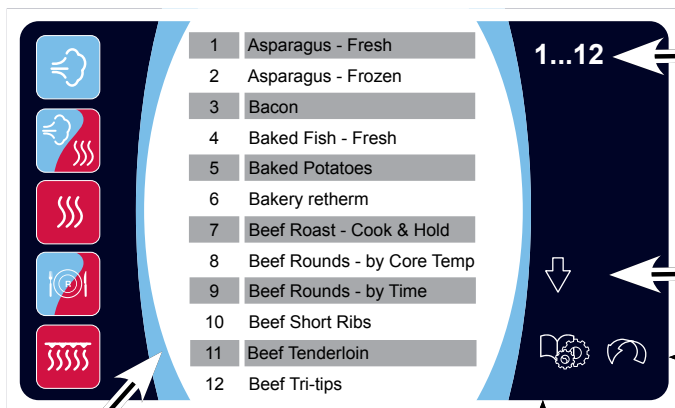 1 Asparagus - Fresh
1...12
2 Asparagus - Frozen
3 Bacon
4 Baked Fish - Fresh
5 Baked Potatoes
6 Bakery retherm
7 Beef Roast - Cook & Hold
8 Beef Rounds - by Core Temp
9 Beef Rounds - by Time
R
10 Beef Short Ribs
11 Beef Tenderloin
12 Beef Tri-tips